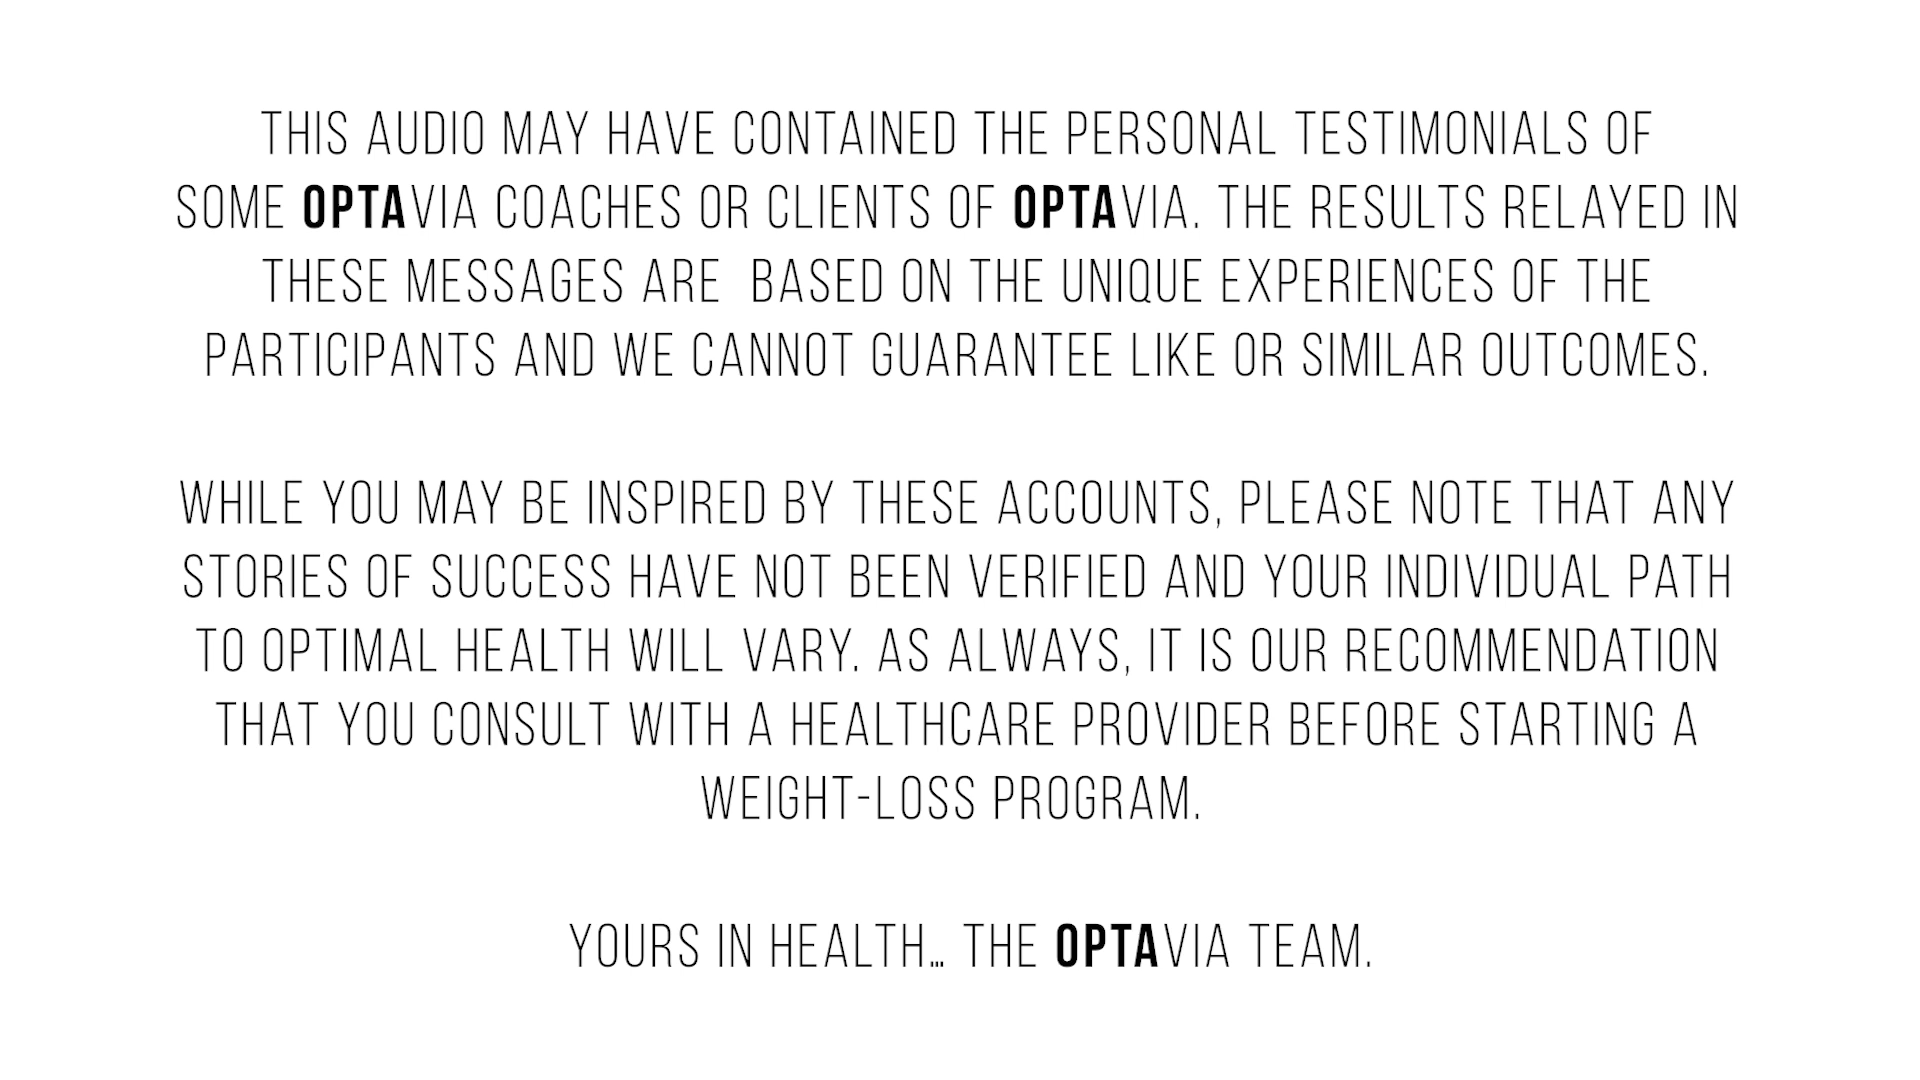 THIS AUDIO MAY HAVE CONTAINED THE PERSONAL TESTIMONIALS OF
SOME OPTAVIA COACHES OR CLIENTS OF OPTAVIA. THE RESULTS RELAYED IN
THESE MESSAGES ARE  BASED ON THE UNIQUE EXPERIENCES OF THE
PARTICIPANTS AND WE CANNOT GUARANTEE LIKE OR SIMILAR OUTCOMES.
WHILE YOU MAY BE INSPIRED BY THESE ACCOUNTS, PLEASE NOTE THAT ANY
STORIES OF SUCCESS HAVE NOT BEEN VERIFIED AND YOUR INDIVIDUAL PATH
TO OPTIMAL HEALTH WILL VARY. AS ALWAYS, IT IS OUR RECOMMENDATION
THAT YOU CONSULT WITH A HEALTHCARE PROVIDER BEFORE STARTING A
WEIGHT-LOSS PROGRAM.
YOURS IN HEALTH… THE OPTAVIA TEAM.